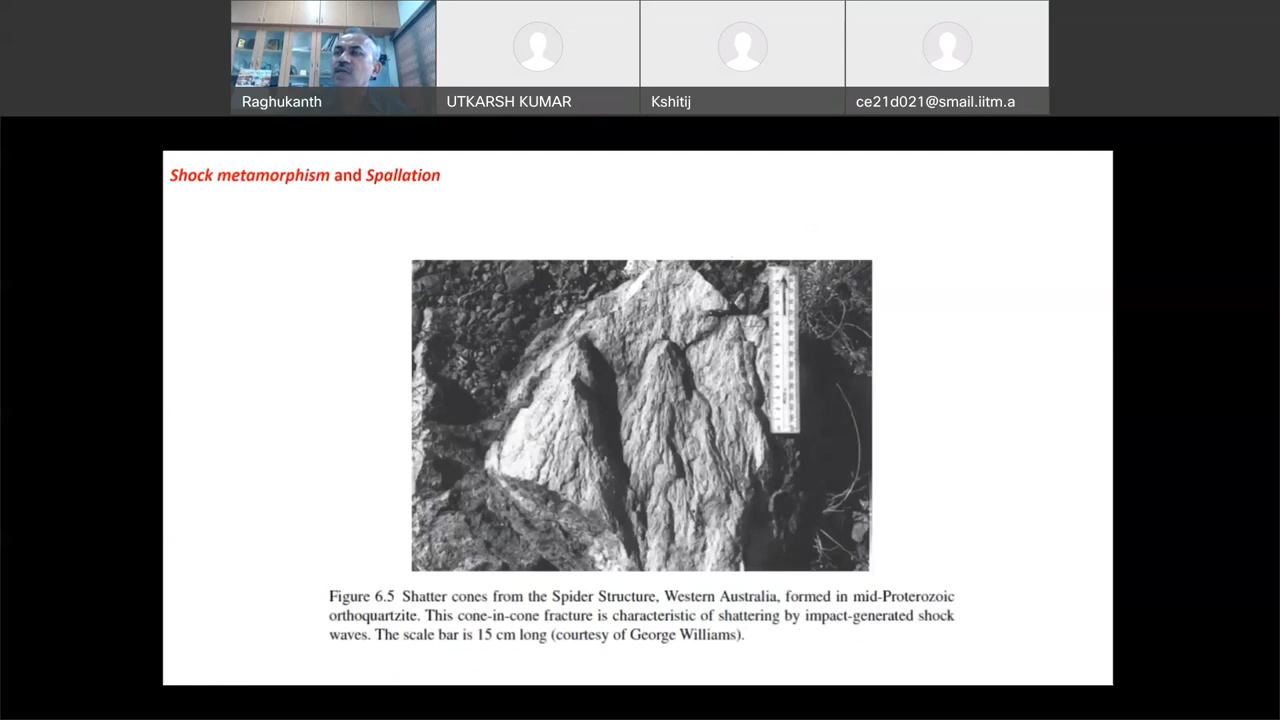 Raghukanth
UTKARSH KUMAR
Kshitij
ce21d021@smail.iitm.a
Shock metamorphism and Spallation
Figure 6.5 Shatter cones from the Spider Structure, Western Australia, formed in mid-Proterozoic
orthoquartzite. This cone-in-cone fracture is characteristic of shattering by impact-generated shock
waves. The scale bar is 15 cm long (courtesy of George Williams).